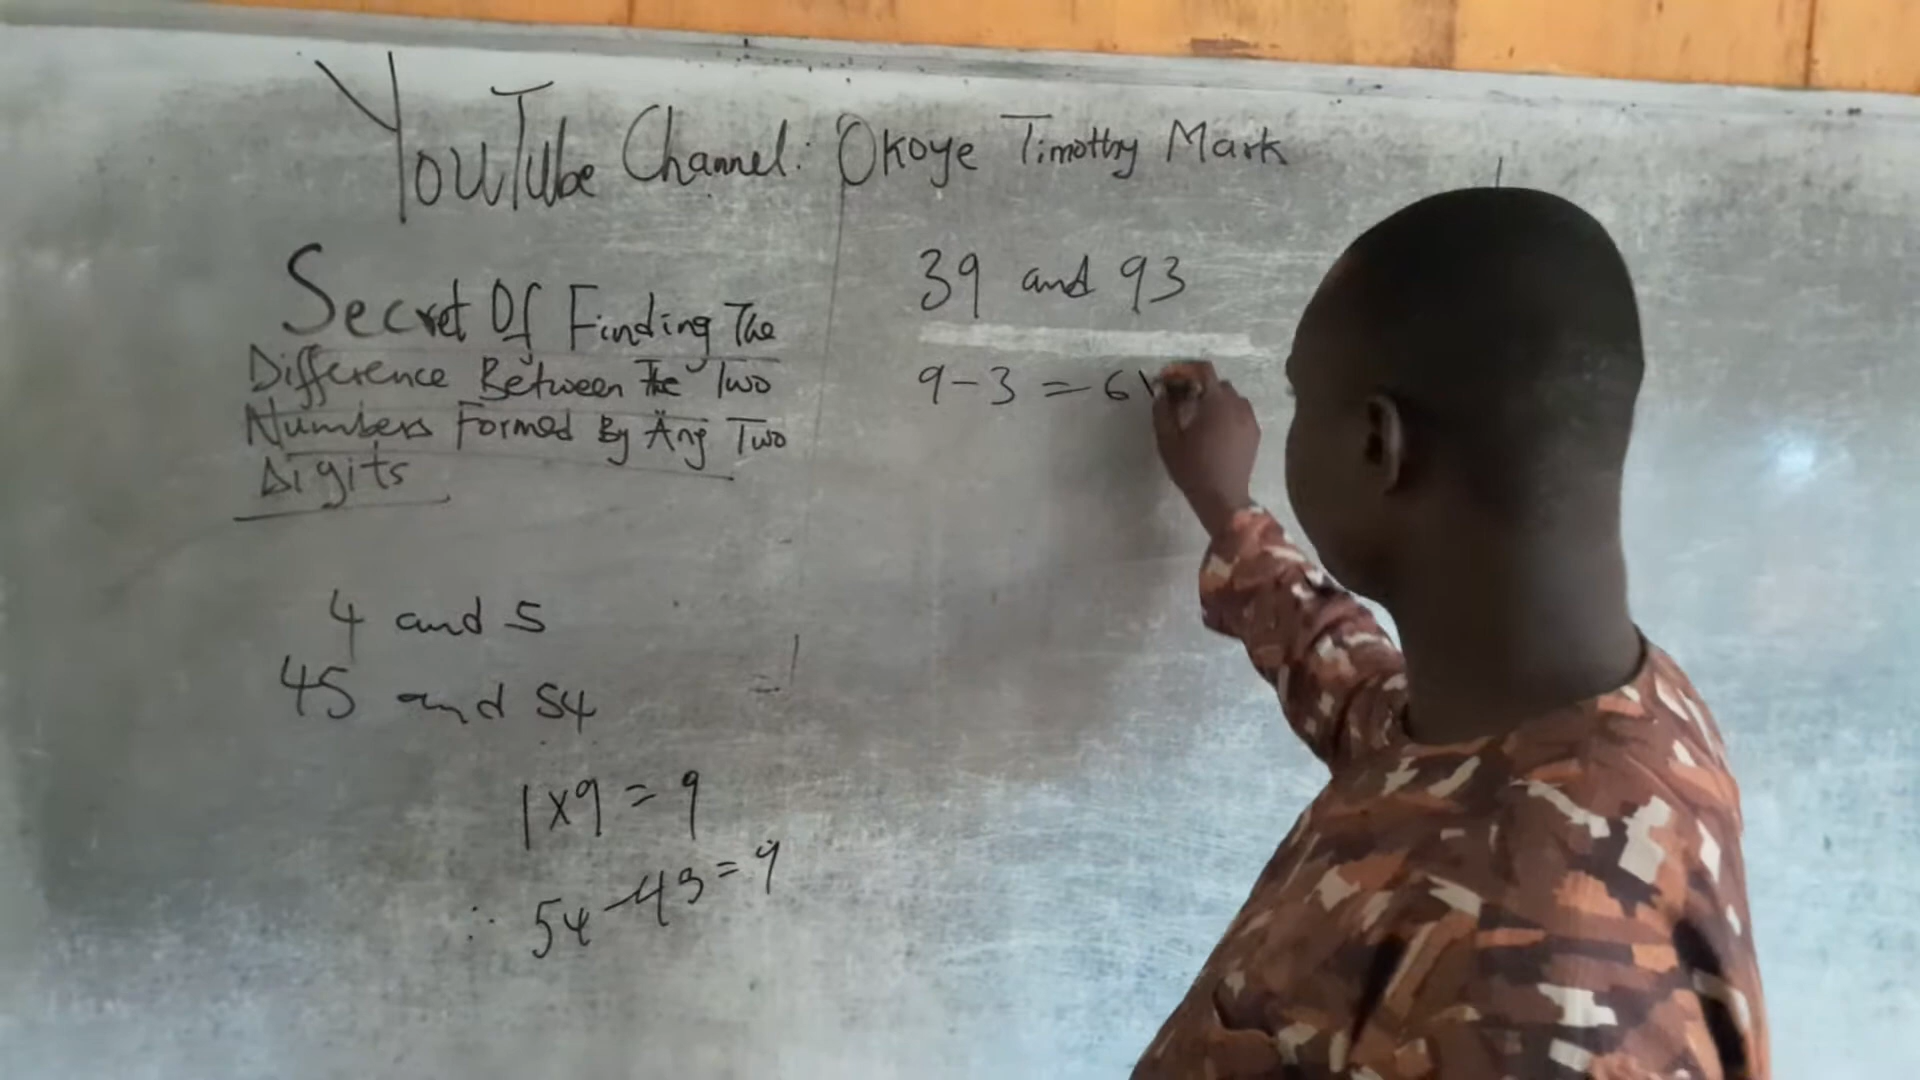 YouTube Channel: Okoye Timothy Mark
Secret Of Finding The
Difference Between The Two
Numbers Formed By Any Two
Digits
4 and 5
45 and 54
1x9 = 9
∴ 54 - 45 = 9
39 and 93
9-3 = 6